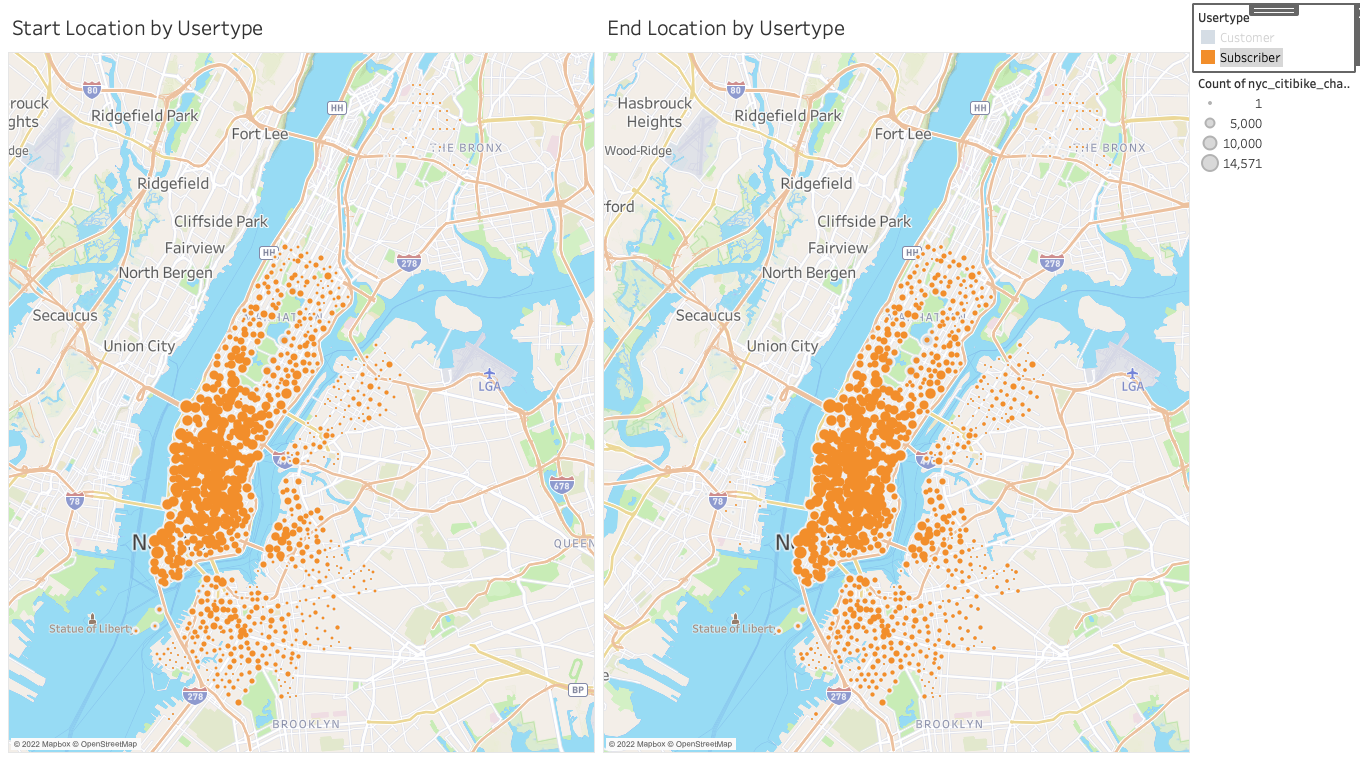 Start Location by Usertype
80
HH
rouck
ghts
Ridgefield Park
Fort Lee
dge
THE BRONX
Ridgefield
Cliffside Park
Fairview
HH
North Bergen
278
Secaucus
Union City
LGA
78
678
QUEEN
Statue of Libert
278
BP
BROOKLYN
© 2022 Mapbox © OpenStreetMap
End Location by Usertype
80
HH
Hasbrouck
Heights
Ridgefield Park
Fort Lee
Wood-Ridge
HE BRONX
Ridgefield
rford
Cliffside Park
Fairview
HH
North Bergen
278
Secaucus
Union City
LGA
78
Statue of Libert
278
BROOKLYN
© 2022 Mapbox © OpenStreetMap
Usertype
Customer
Subscriber
Count of nyc_citibike_cha..
1
5,000
10,000
14,571